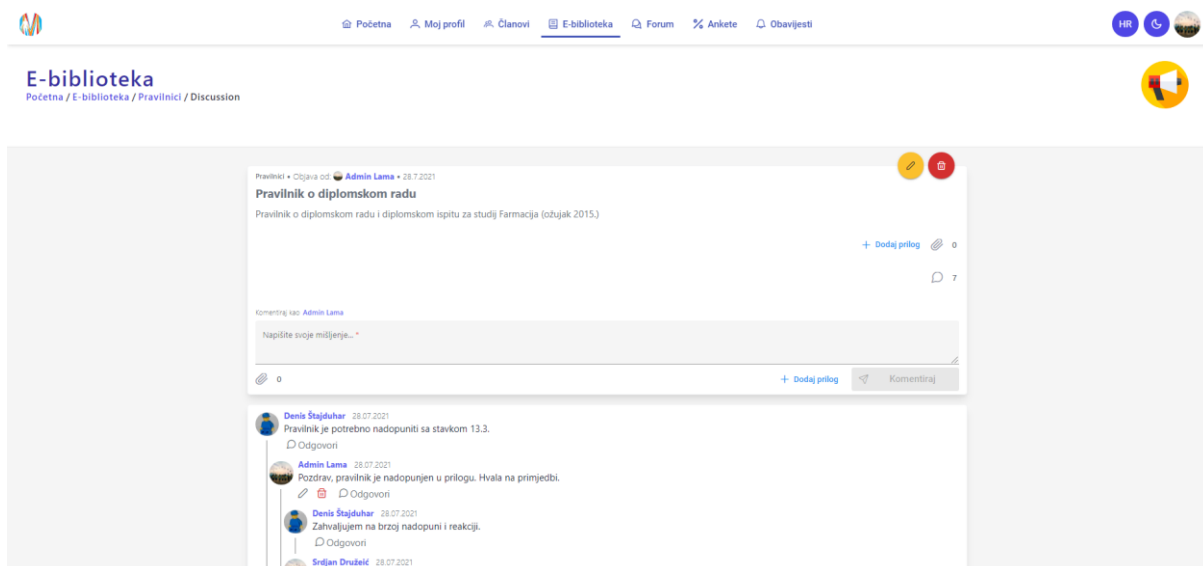 Početna Moj profil Članovi E-biblioteka Forum Ankete Obavijesti HR
E-biblioteka
Početna / E-biblioteka / Pravilnici / Discussion
Pravilnici • Objava od: Admin Lama • 28.7.2021
Pravilnik o diplomskom radu
Pravilnik o diplomskom radu i diplomskom ispitu za studij Farmacija (ožujak 2015.)
+ Dodaj prilog 0
7
Komentiraj kao Admin Lama
Napišite svoje mišljenje... *
0 + Dodaj prilog Komentiraj
Denis Štajduhar 28.07.2021
Pravilnik je potrebno nadopuniti sa stavkom 13.3.
Odgovori
Admin Lama 28.07.2021
Pozdrav, pravilnik je nadopunjen u prilogu. Hvala na primjedbi.
Odgovori
Denis Štajduhar 28.07.2021
Zahvaljujem na brzoj nadopuni i reakciji.
Odgovori
Srdjan Družeić 28.07.2021